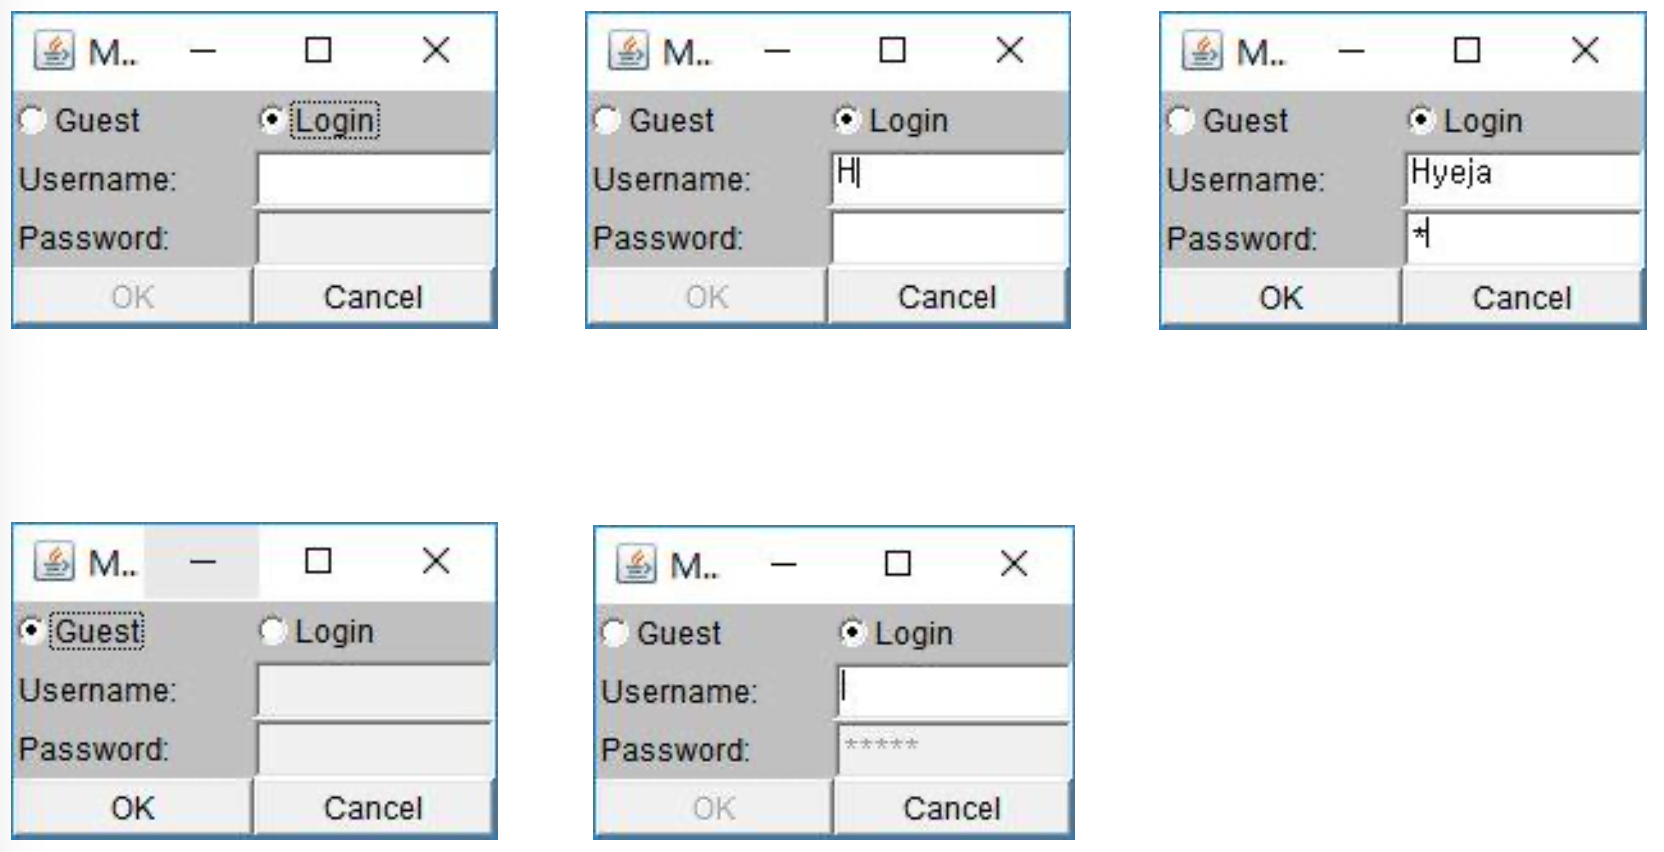 M..
Guest Login
Username:
Password:
OK Cancel
M..
Guest Login
Username: H
Password:
OK Cancel
M..
Guest Login
Username: Hyeja
Password: *
OK Cancel
M..
Guest Login
Username:
Password:
OK Cancel
M..
Guest Login
Username:
Password: *****
OK Cancel